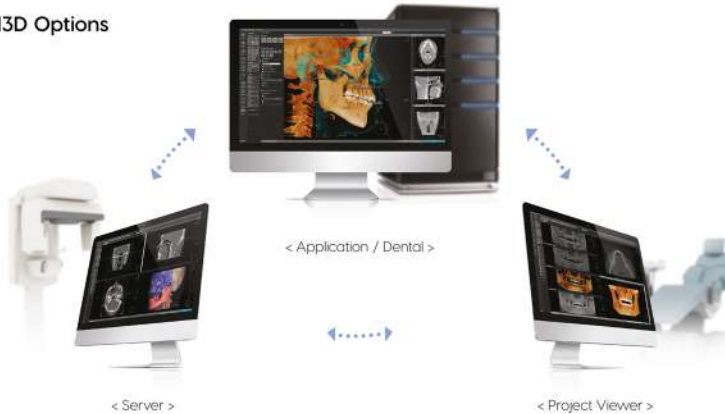 3D Options
< Application / Dental >
< Server >
< Project Viewer >